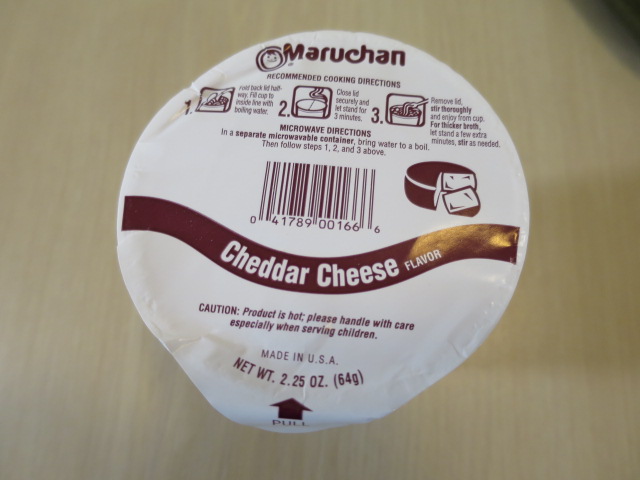 Maruchan
RECOMMENDED COOKING DIRECTIONS
1.
Fold back lid half-
way. Fill cup to
inside line with
boiling water.
2.
Close lid
securely and
let stand for
3 minutes.
3.
Remove lid,
stir thoroughly
and enjoy from cup.
For thicker broth,
let stand a few extra
minutes, stir as needed.
MICROWAVE DIRECTIONS
In a separate microwavable container, bring water to a boil.
Then follow steps 1, 2, and 3 above.
0 41789 00166 6
Cheddar Cheese FLAVOR
CAUTION: Product is hot; please handle with care
especially when serving children.
MADE IN U.S.A.
NET WT. 2.25 OZ. (64g)
PULL